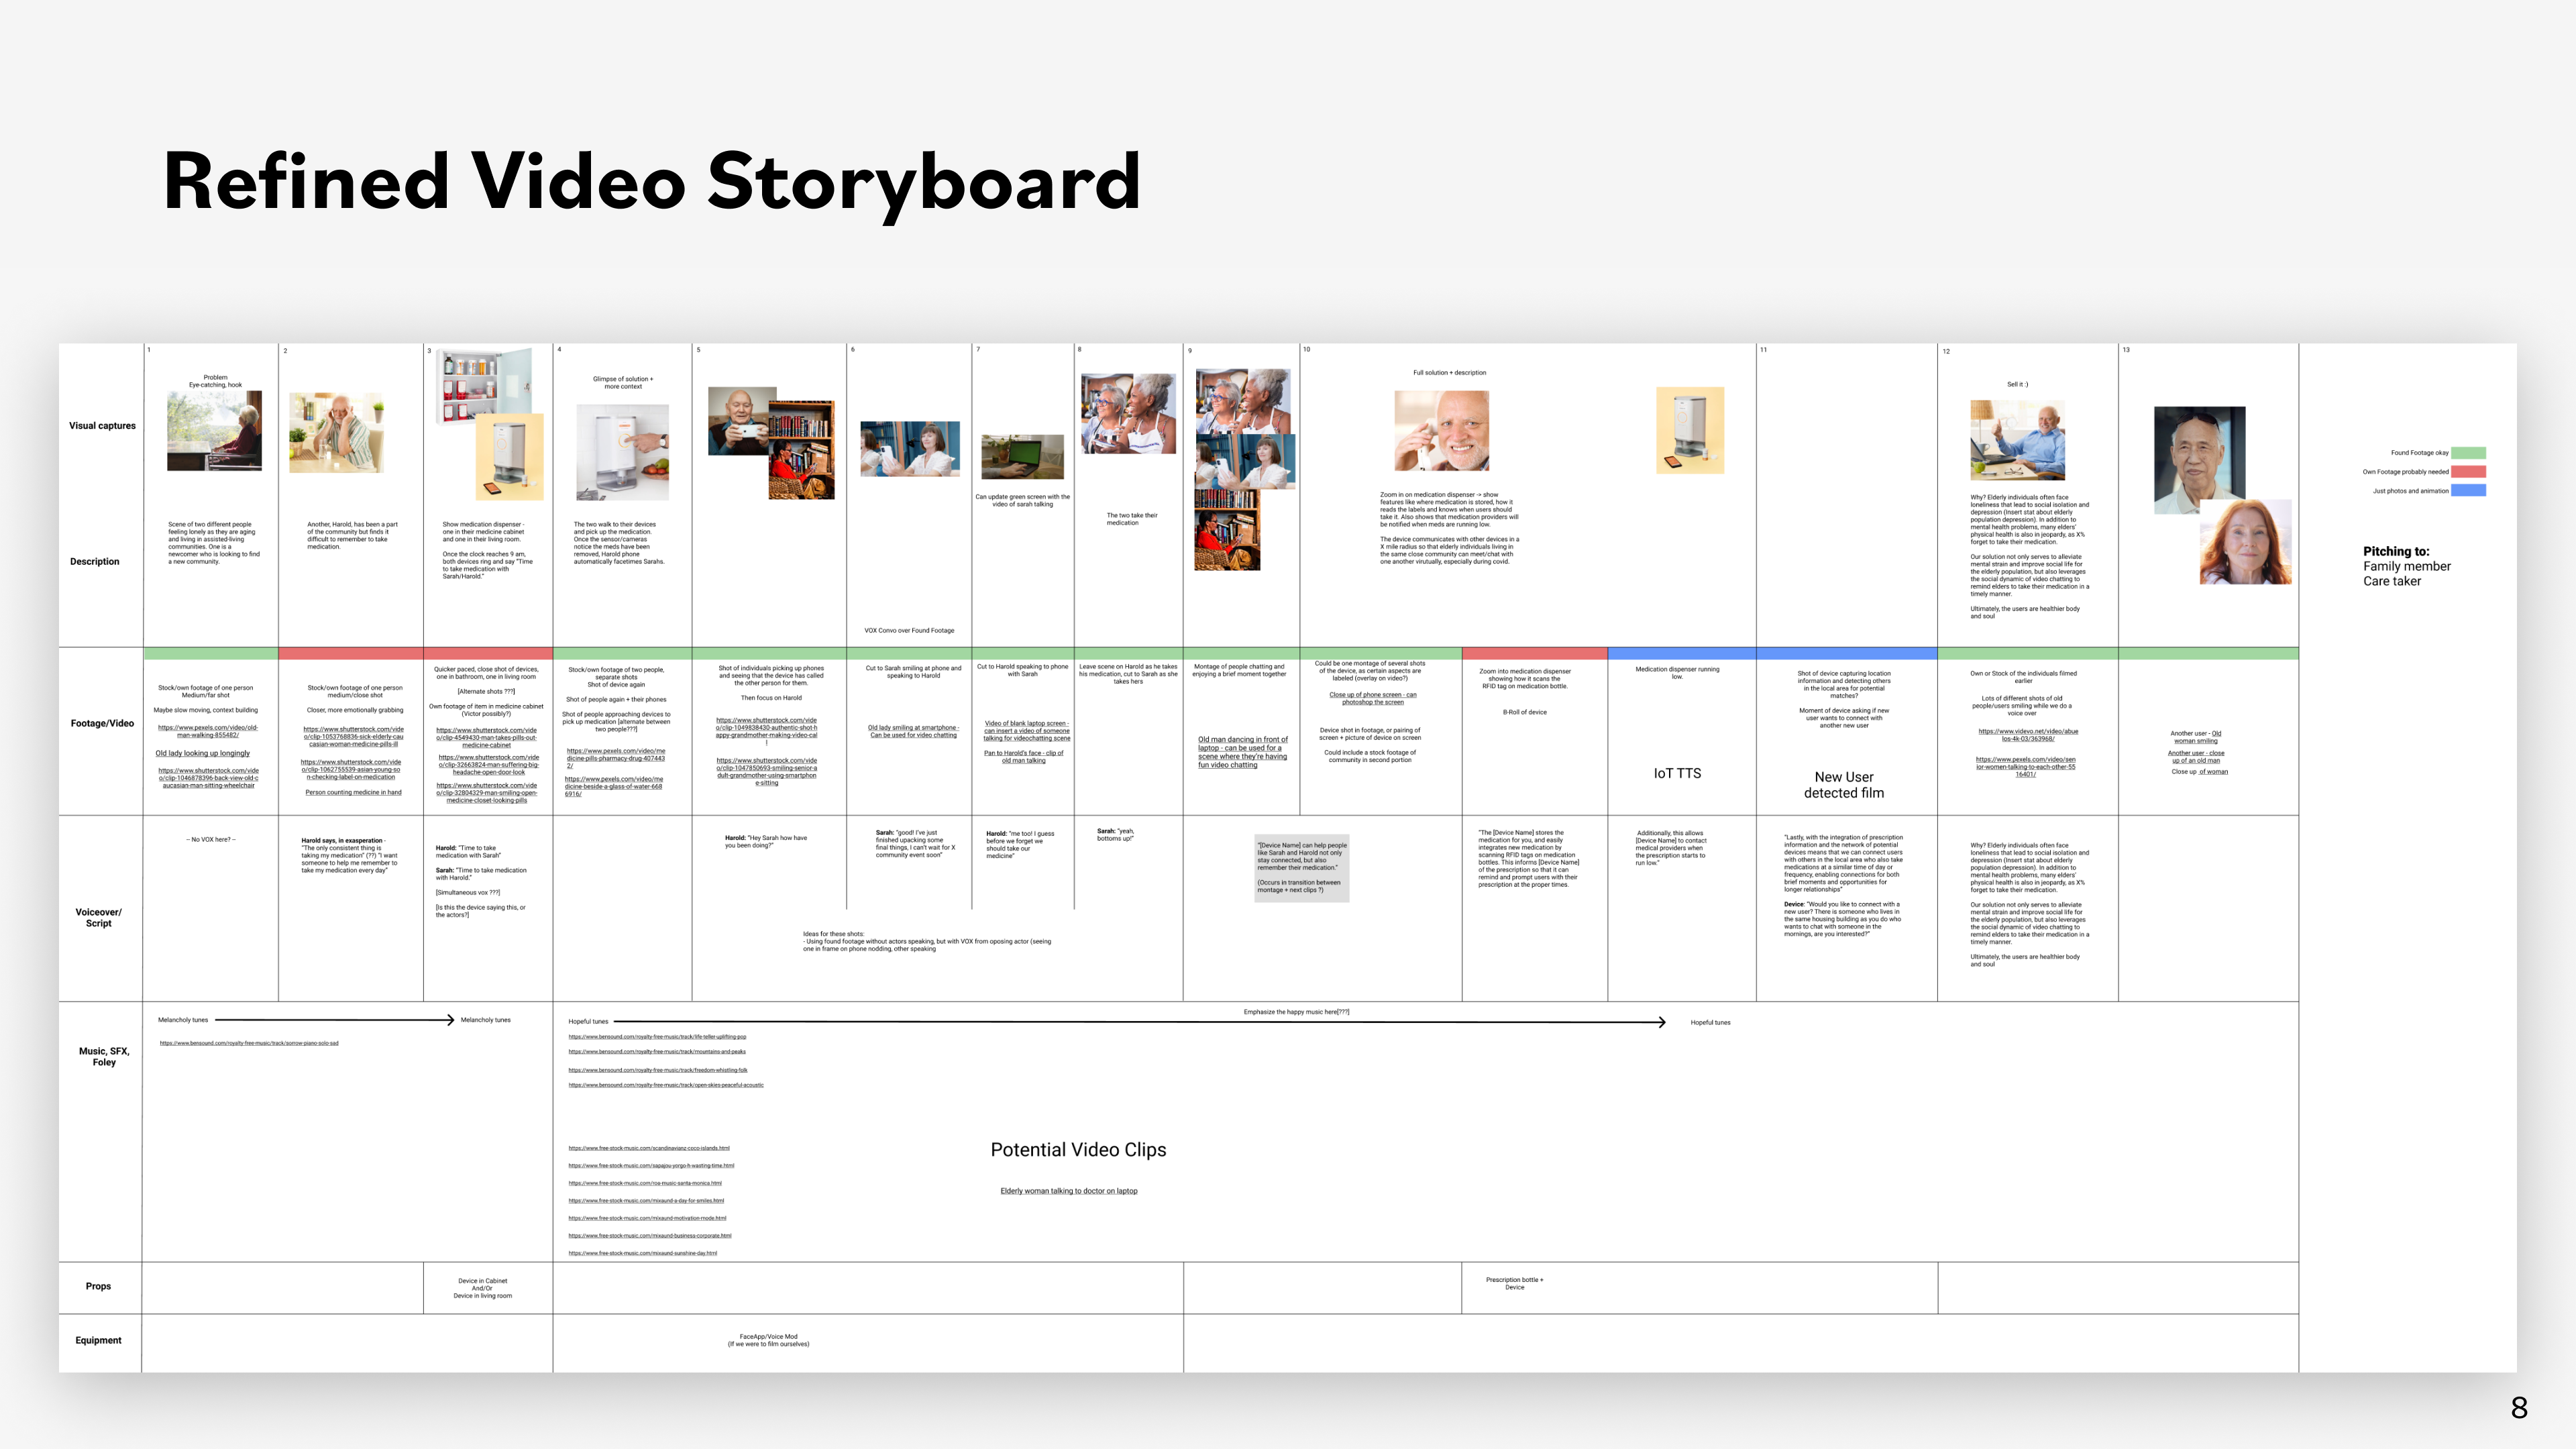 Refined Video Storyboard
1
2
3
4
5
6
7
8
9
10
11
12
13
Visual captures
Problem
Eye-catching, hook
Glimpse of solution +
more context
Can update green screen with the
video of sarah talking
The two take their
medication
Full solution + description
Zoom in on medication dispenser -> show
features like where medication is stored, how it
reads the labels and knows when users should
take it. Also shows that medication providers will
be notified when meds are running low.
The device communicates with other devices in a
X mile radius so that elderly individuals living in
the same close community can meet/chat with
one another virutually, especially during covid.
Sell it :)
Why? Elderly individuals often face
loneliness that lead to social isolation and
depression (Insert stat about elderly
population depression). In addition to
mental health problems, many elders'
physical health is also in jeopardy, as X%
forget to take their medication.
Our solution not only serves to alleviate
mental strain and improve social life for
the elderly population, but also leverages
the social dynamic of video chatting to
remind elders to take their medication in a
timely manner.
Ultimately, the users are healthier body
and soul
Found Footage okay
Own Footage probably needed
Just photos and animation
Pitching to:
Family member
Care taker
Description
Scene of two different people
feeling lonely as they are aging
and living in assisted-living
communities. One is a
newcomer who is looking to find
a new community.
Another, Harold, has been a part
of the community but finds it
difficult to remember to take
medication.
Show medication dispenser -
one in their medicine cabinet
and one in their living room.
Once the clock reaches 9 am,
both devices ring and say "Time
to take medication with
Sarah/Harold."
The two walk to their devices
and pick up the medication.
Once the sensor/cameras
notice the meds have been
removed, Harold phone
automatically facetimes Sarahs.
VOX Convo over Found Footage
Footage/Video
Stock/own footage of one person
Medium/far shot
Maybe slow moving, context building
https://www.pexels.com/video/old-
man-walking-855482/
Old lady looking up longingly
https://www.shutterstock.com/vide
o/clip-1046878396-back-view-old-c
aucasian-man-sitting-wheelchair
Stock/own footage of one person
medium/close shot
Closer, more emotionally grabbing
https://www.shutterstock.com/vide
o/clip-1053768836-sick-elderly-cau
casian-woman-medicine-pills-ill
https://www.shutterstock.com/vide
o/clip-1062755539-asian-young-so
n-checking-label-on-medication
Person counting medicine in hand
Quicker paced, close shot of devices,
one in bathroom, one in living room
[Alternate shots ???]
Own footage of item in medicine cabinet
(Victor possibly?)
https://www.shutterstock.com/vide
o/clip-4549430-man-takes-pills-out-
medicine-cabinet
https://www.shutterstock.com/vide
o/clip-32663824-man-suffering-big-
headache-open-door-look
https://www.shutterstock.com/vide
o/clip-32804329-man-smiling-open-
medicine-closet-looking-pills
Stock/own footage of two people,
separate shots
Shot of device again
Shot of people again + their phones
Shot of people approaching devices to
pick up medication [alternate between
two people???]
https://www.pexels.com/video/me
dicine-pills-pharmacy-drug-407443
2/
https://www.pexels.com/video/me
dicine-beside-a-glass-of-water-668
6916/
Shot of individuals picking up phones
and seeing that the device has called
the other person for them.
Then focus on Harold
https://www.shutterstock.com/vide
o/clip-1049838430-authentic-shot-h
appy-grandmother-making-video-cal
l
https://www.shutterstock.com/vide
o/clip-1047850693-smiling-senior-a
dult-grandmother-using-smartphon
e-sitting
Cut to Sarah smiling at phone and
speaking to Harold
Old lady smiling at smartphone -
Can be used for video chatting
Cut to Harold speaking to phone
with Sarah
Video of blank laptop screen -
can insert a video of someone
talking for videochatting scene
Pan to Harold's face - clip of
old man talking
Leave scene on Harold as he takes
his medication, cut to Sarah as she
takes hers
Montage of people chatting and
enjoying a brief moment together
Old man dancing in front of
laptop - can be used for a
scene where they're having
fun video chatting
Could be one montage of several shots
of the device, as certain aspects are
labeled (overlay on video?)
Close up of phone screen - can
photoshop the screen
Device shot in footage, or pairing of
screen + picture of device on screen
Could include a stock footage of
community in second portion
Zoom into medication dispenser
showing how it scans the
RFID tag on medication bottle.
B-Roll of device
Medication dispenser running
low.
IoT TTS
Shot of device capturing location
information and detecting others
in the local area for potential
matches?
Moment of device asking if new
user wants to connect with
another new user
New User
detected film
Own or Stock of the individuals filmed
earlier
Lots of different shots of old
people/users smiling while we do a
voice over
https://www.videvo.net/video/abue
los-4k-03/363968/
https://www.pexels.com/video/sen
ior-women-talking-to-each-other-55
16401/
Another user - Old
woman smiling
Another user - close
up of an old man
Close up of woman
Voiceover/
Script
-- No VOX here? --
Harold says, in exasperation -
"The only consistent thing is
taking my medication" (??) "I want
someone to help me remember to
take my medication every day"
Harold: "Time to take
medication with Sarah"
Sarah: "Time to take medication
with Harold."
[Simultaneous vox ???]
[Is this the device saying this, or
the actors?]
Harold: "Hey Sarah how have
you been doing?"
Sarah: "good! I've just
finished upacking some
final things, I can't wait for X
community event soon"
Harold: "me too! I guess
before we forget we
should take our
medicine"
Sarah: "yeah,
bottoms up!"
Ideas for these shots:
- Using found footage without actors speaking, but with VOX from oposing actor (seeing
one in frame on phone nodding, other speaking
"[Device Name] can help people
like Sarah and Harold not only
stay connected, but also
remember their medication."
(Occurs in transition between
montage + next clips ?)
"The [Device Name] stores the
medication for you, and easily
integrates new medication by
scanning RFID tags on medication
bottles. This informs [Device Name]
of the prescription so that it can
remind and prompt users with their
prescription at the proper times.
Additionally, this allows
[Device Name] to contact
medical providers when
the prescription starts to
run low."
"Lastly, with the integration of prescription
information and the network of potential
devices means that we can connect users
with others in the local area who also take
medications at a similar time of day or
frequency, enabling connections for both
brief moments and opportunities for
longer relationships"
Device: "Would you like to connect with a
new user? There is someone who lives in
the same housing building as you do who
wants to chat with someone in the
mornings, are you interested?"
Why? Elderly individuals often face
loneliness that lead to social isolation and
depression (Insert stat about elderly
population depression). In addition to
mental health problems, many elders'
physical health is also in jeopardy, as X%
forget to take their medication.
Our solution not only serves to alleviate
mental strain and improve social life for
the elderly population, but also leverages
the social dynamic of video chatting to
remind elders to take their medication in a
timely manner.
Ultimately, the users are healthier body
and soul
Music, SFX,
Foley
Melancholy tunes
Melancholy tunes
https://www.bensound.com/royalty-free-music/track/sorrow-piano-solo-sad
Hopeful tunes
Emphasize the happy music here[???]
Hopeful tunes
https://www.bensound.com/royalty-free-music/track/life-teller-uplifting-pop
https://www.bensound.com/royalty-free-music/track/mountains-and-peaks
https://www.bensound.com/royalty-free-music/track/freedom-whistling-folk
https://www.bensound.com/royalty-free-music/track/open-skies-peaceful-acoustic
https://www.free-stock-music.com/scandinavianz-coco-islands.html
https://www.free-stock-music.com/sapajou-yorgo-h-wasting-time.html
https://www.free-stock-music.com/roa-music-santa-monica.html
https://www.free-stock-music.com/mixaund-a-day-for-smiles.html
https://www.free-stock-music.com/mixaund-motivation-mode.html
https://www.free-stock-music.com/mixaund-business-corporate.html
https://www.free-stock-music.com/mixaund-sunshine-day.html
Potential Video Clips
Elderly woman talking to doctor on laptop
Props
Device in Cabinet
And/Or
Device in living room
Prescription bottle +
Device
Equipment
FaceApp/Voice Mod
(If we were to film ourselves)
8